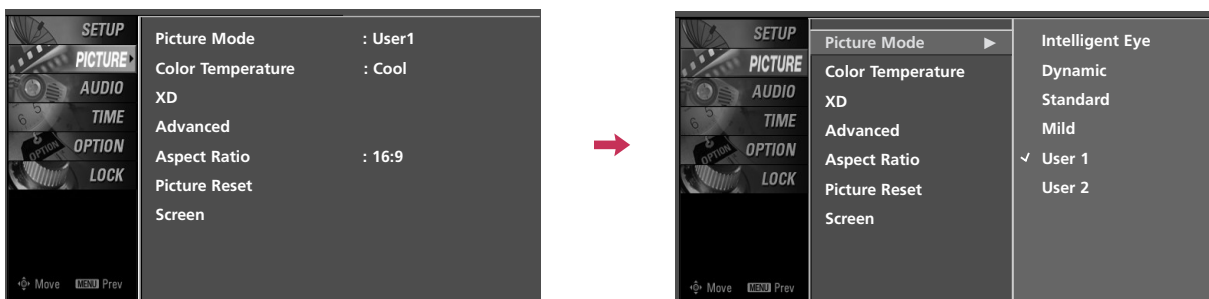 SETUP
PICTURE
AUDIO
TIME
OPTION
LOCK
Move MENU Prev
Picture Mode : User1
Color Temperature : Cool
XD
Advanced
Aspect Ratio : 16:9
Picture Reset
Screen
SETUP
PICTURE
AUDIO
TIME
OPTION
LOCK
Move MENU Prev
Picture Mode
Color Temperature
XD
Advanced
Aspect Ratio
Picture Reset
Screen
Intelligent Eye
Dynamic
Standard
Mild
User 1
User 2